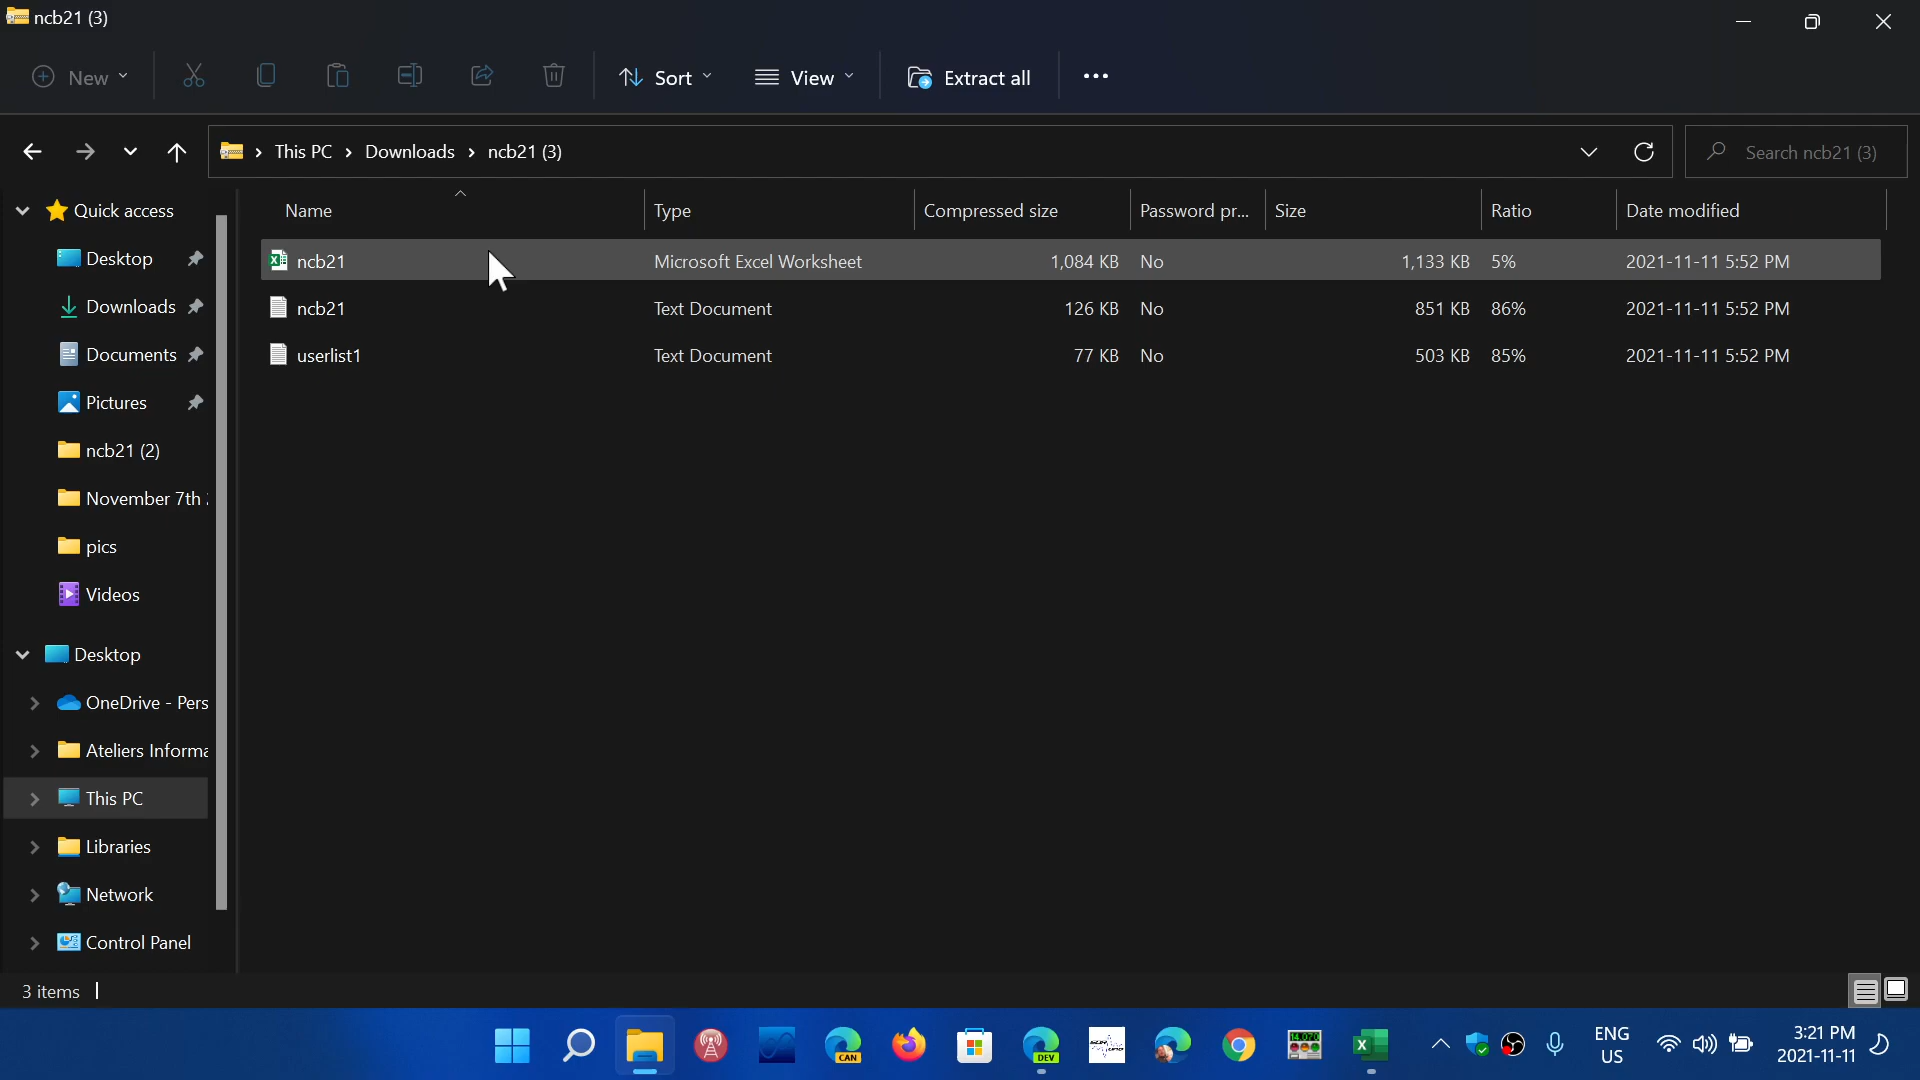 ncb21 (3)
New
Sort
View
Extract all
This PC
Downloads
ncb21 (3)
Search ncb21 (3)
Quick access
Name
Type
Compressed size
Password pr...
Size
Ratio
Date modified
Desktop
ncb21 Microsoft Excel Worksheet 1,084 KB No 1,133 KB 5% 2021-11-11 5:52 PM
Downloads
ncb21 Text Document 126 KB No 851 KB 86% 2021-11-11 5:52 PM
Documents
userlist1 Text Document 77 KB No 503 KB 85% 2021-11-11 5:52 PM
Pictures
ncb21 (2)
November 7th
pics
Videos
Desktop
OneDrive - Pers
Ateliers Informa
This PC
Libraries
Network
Control Panel
3 items
CAN
DEV
14.070
ENG
US
3:21 PM
2021-11-11